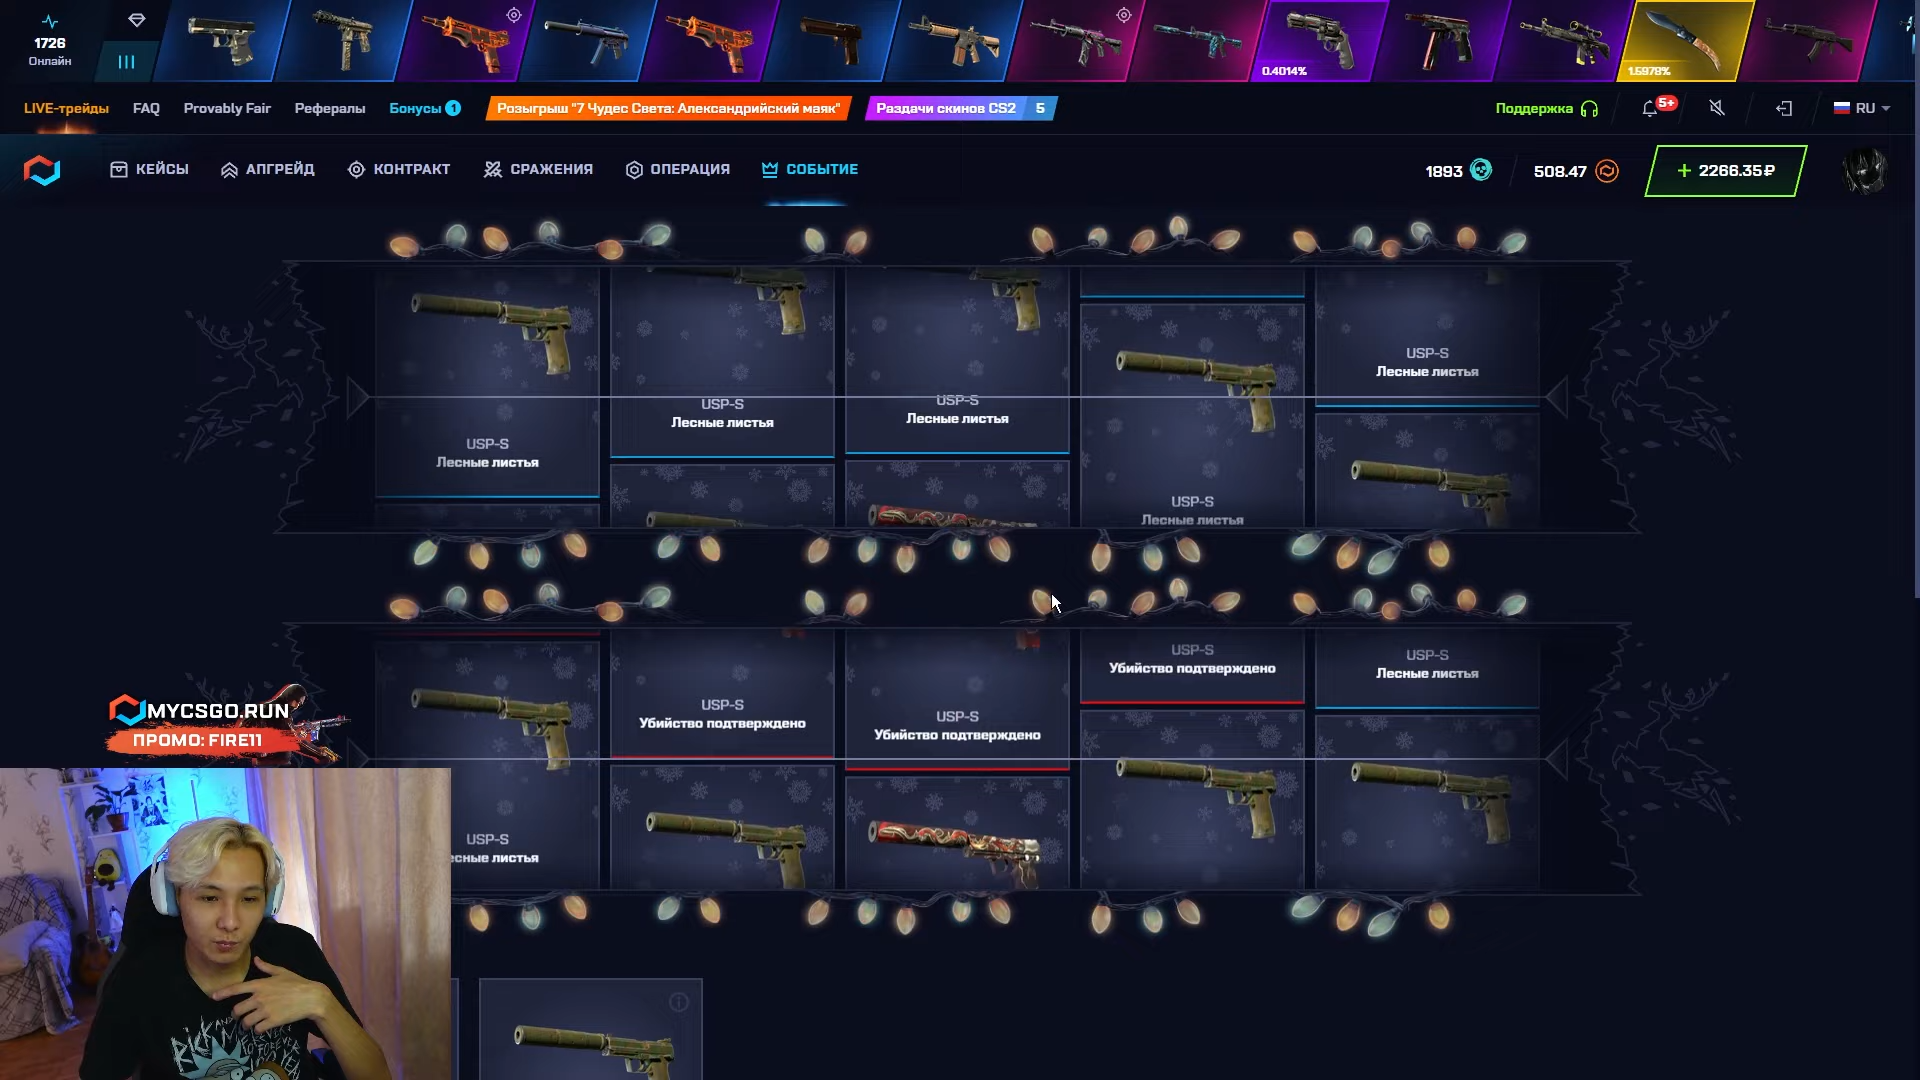 1726
Онлайн
0.4014%
1.5978%
LIVE-трейды
FAQ
Provably Fair
Рефералы
Бонусы 1
Розыгрыш "7 Чудес Света: Александрийский маяк"
Раздачи скинов CS2 5
Поддержка
5+
RU
КЕЙСЫ
АПГРЕЙД
КОНТРАКТ
СРАЖЕНИЯ
ОПЕРАЦИЯ
СОБЫТИЕ
1893
508.47
+ 2266.35₽
USP-S
Лесные листья
USP-S
Лесные листья
USP-S
Лесные листья
USP-S
Лесные листья
USP-S
Лесные листья
USP-S
есные листья
USP-S
Убийство подтверждено
USP-S
Убийство подтверждено
USP-S
Убийство подтверждено
USP-S
Лесные листья
MYCSGO.RUN
ПРОМО: FIRE11